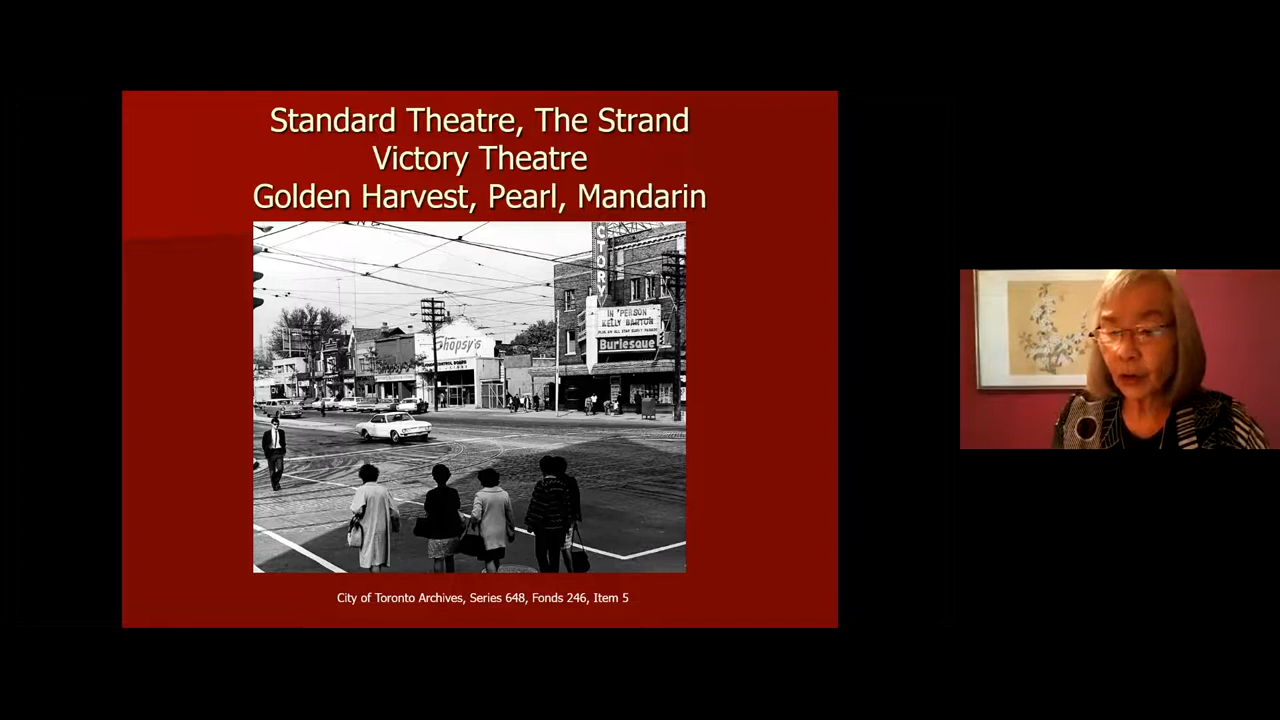 Standard Theatre, The Strand
Victory Theatre
Golden Harvest, Pearl, Mandarin
CTORY
IN PERSON
KELLY BARTON
Burlesque
Shopsy's
City of Toronto Archives, Series 648, Fonds 246, Item 5